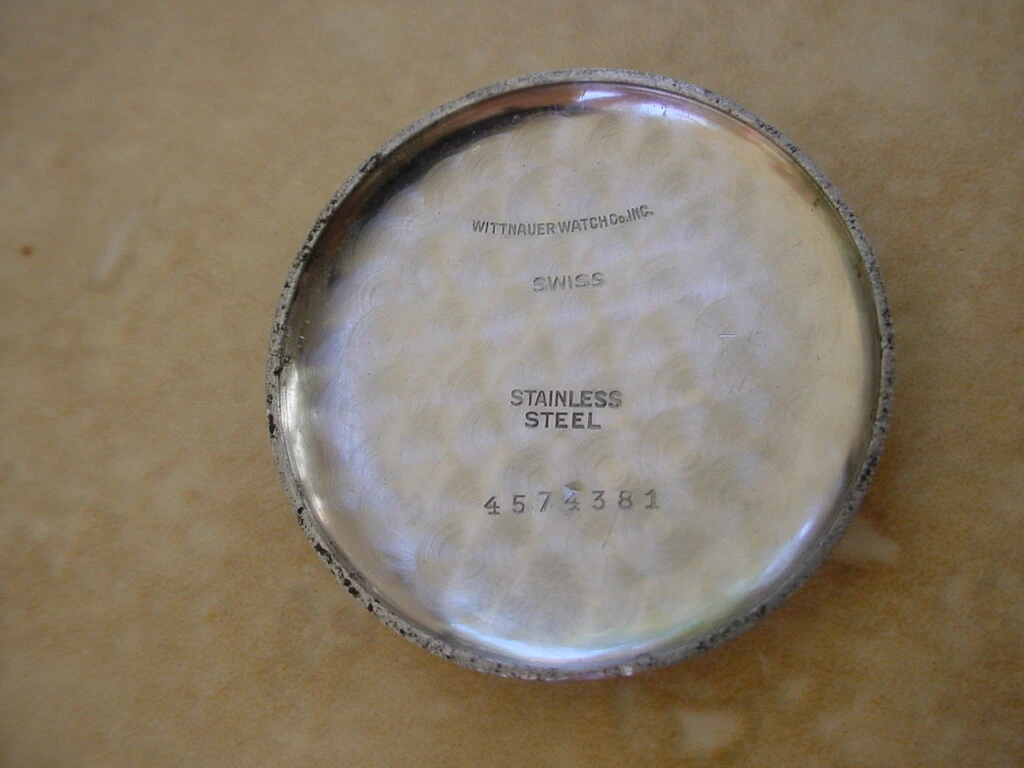 WITTNAUER WATCH Co. INC.
SWISS
STAINLESS
STEEL
4574381